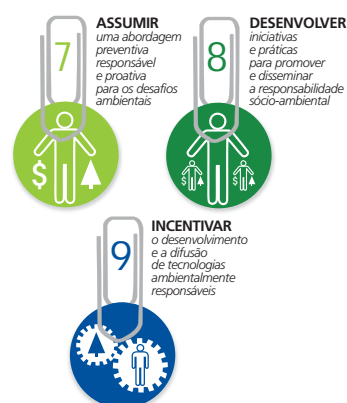 7
ASSUMIR
uma abordagem
preventiva
responsável
e proativa
para os desafios
ambientais
$
8
DESENVOLVER
iniciativas
e práticas
para promover
e disseminar
a responsabilidade
sócio-ambiental
$ $
9
INCENTIVAR
o desenvolvimento
e a difusão
de tecnologias
ambientalmente
responsáveis